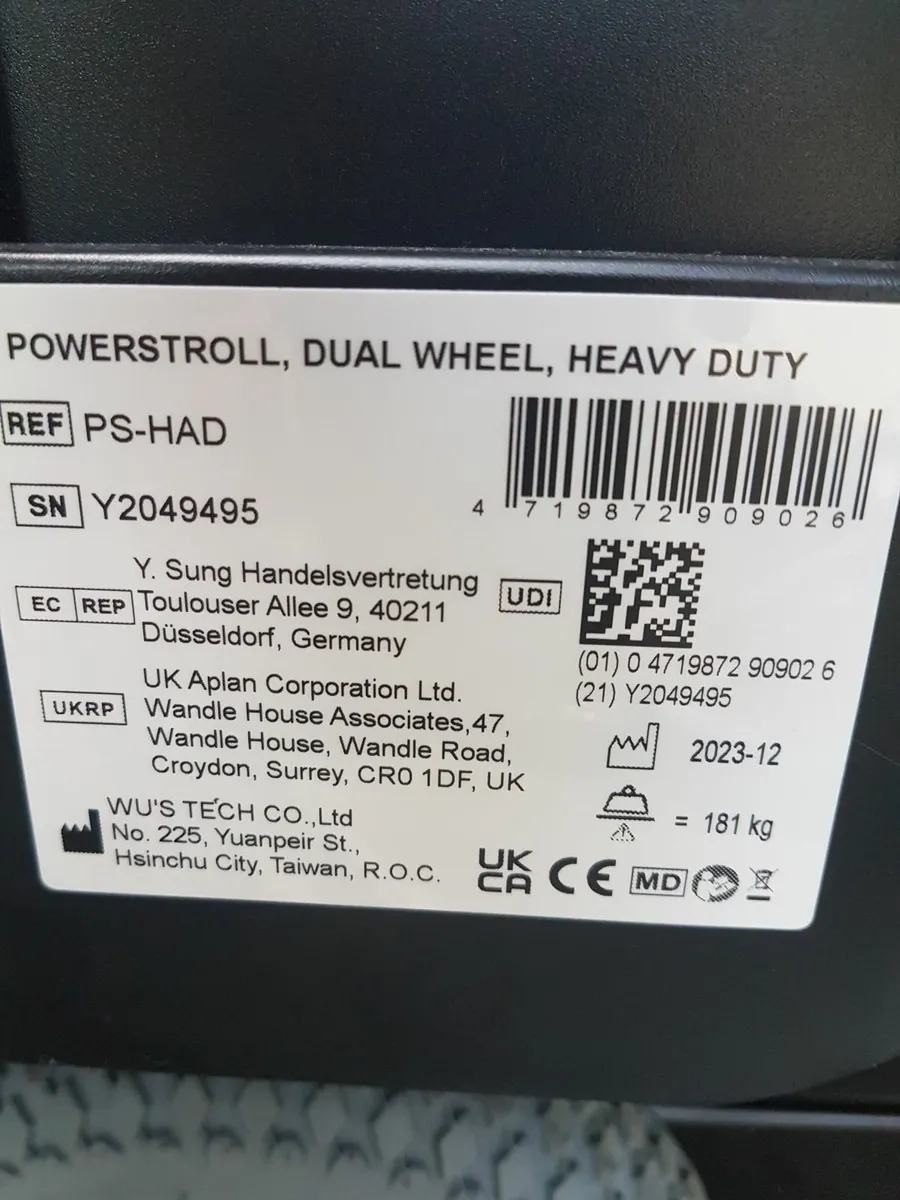 POWERSTROLL, DUAL WHEEL, HEAVY DUTY
REF PS-HAD
SN Y2049495
4 719872 909026
EC REP
Y. Sung Handelsvertretung
Toulouser Allee 9, 40211
Düsseldorf, Germany
UDI
(01) 0 4719872 90902 6
(21) Y2049495
UKRP
UK Aplan Corporation Ltd.
Wandle House Associates,47,
Wandle House, Wandle Road,
Croydon, Surrey, CR0 1DF, UK
2023-12
= 181 kg
WU'S TECH CO.,Ltd
No. 225, Yuanpeir St.,
Hsinchu City, Taiwan, R.O.C.
UK
CA CE MD